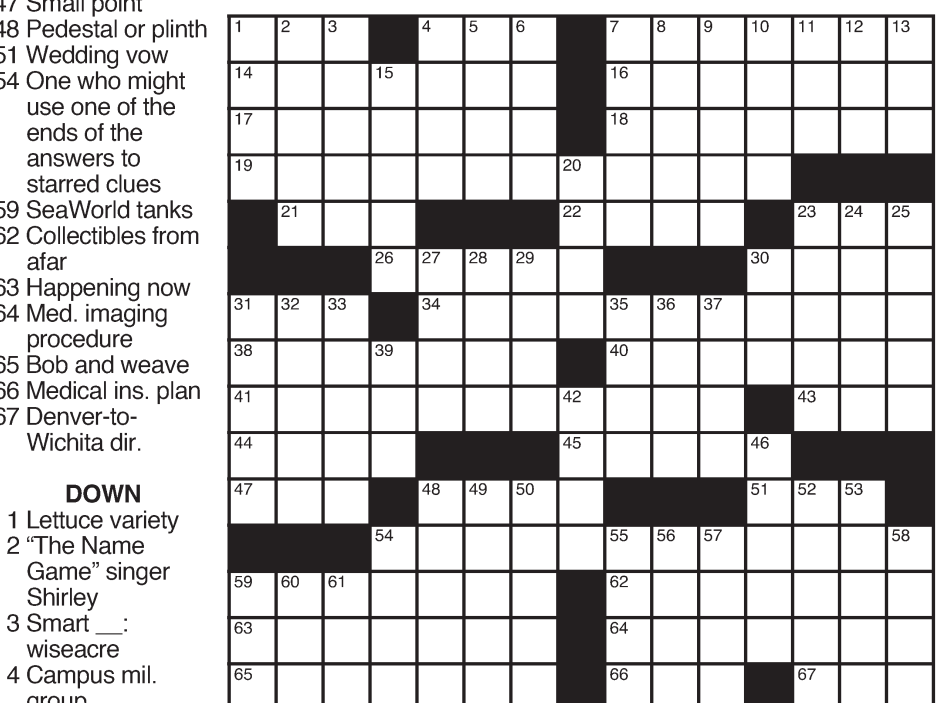 47 Small point
48 Pedestal or plinth
51 Wedding vow
54 One who might
use one of the
ends of the
answers to
starred clues
59 SeaWorld tanks
62 Collectibles from
afar
63 Happening now
64 Med. imaging
procedure
65 Bob and weave
66 Medical ins. plan
67 Denver-to-
Wichita dir.
DOWN
1 Lettuce variety
2 “The Name
Game” singer
Shirley
3 Smart __:
wiseacre
4 Campus mil.
group
1 2 3 4 5 6 7 8 9 10 11 12 13
14 15 16
17 18
19 20
21 22 23 24 25
26 27 28 29 30
31 32 33 34 35 36 37
38 39 40
41 42 43
44 45 46
47 48 49 50 51 52 53
54 55 56 57 58
59 60 61 62
63 64
65 66 67